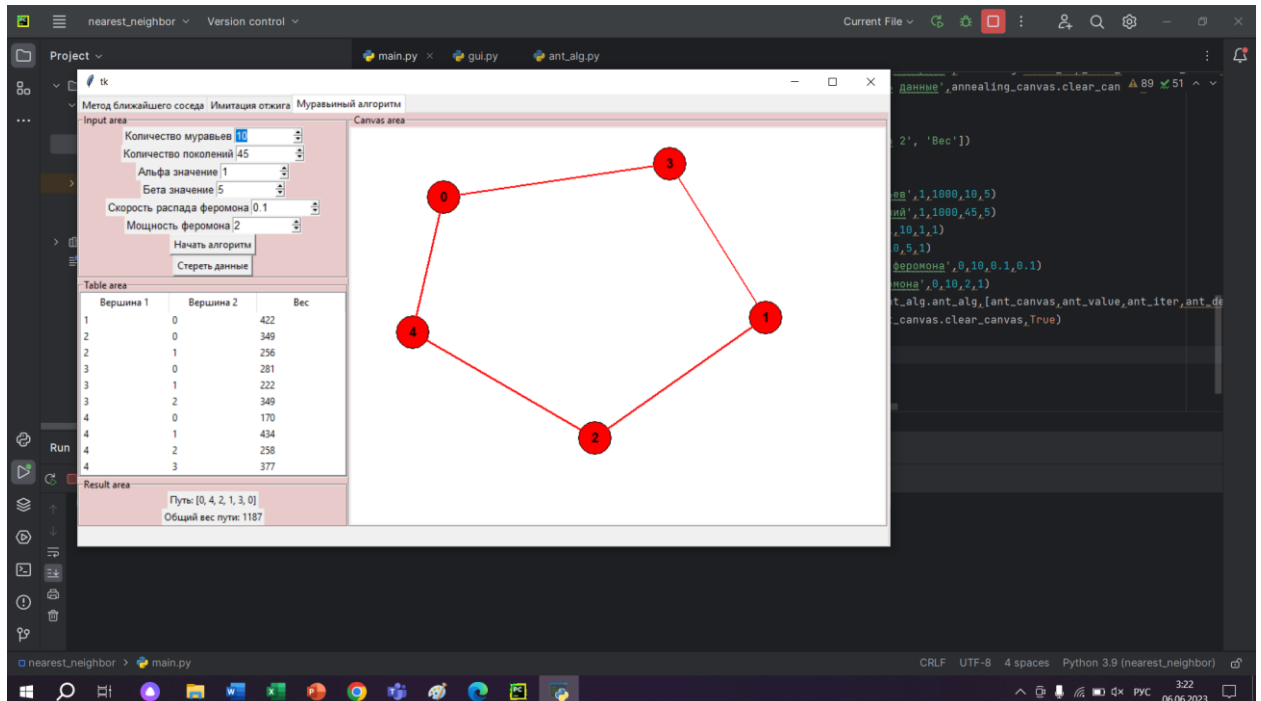 nearest_neighbor Version control Current File
Project main.py gui.py ant_alg.py
tk
Метод ближайшего соседа Имитация отжига Муравьиный алгоритм
Input area
Количество муравьев 10
Количество поколений 45
Альфа значение 1
Бета значение 5
Скорость распада феромона 0.1
Мощность феромона 2
Начать алгоритм
Стереть данные
Table area
Вершина 1 Вершина 2 Вес
1 0 422
2 0 349
2 1 256
3 0 281
3 1 222
3 2 349
4 0 170
4 1 434
4 2 258
4 3 377
Result area
Путь: [0, 4, 2, 1, 3, 0]
Общий вес пути: 1187
Canvas area
3
0
1
4
2
данные',annealing_canvas.clear_can 89 51
2', 'Вес'])
ев',1,1000,10,5)
ий',1,1000,45,5)
,10,1,1)
0,5,1)
феромона',0,10,0.1,0.1)
мона',0,10,2,1)
t_alg.ant_alg,[ant_canvas,ant_value,ant_iter,ant_de
_canvas.clear_canvas,True)
Run
nearest_neighbor main.py CRLF UTF-8 4 spaces Python 3.9 (nearest_neighbor)
РУС 3:22
06.06.2023